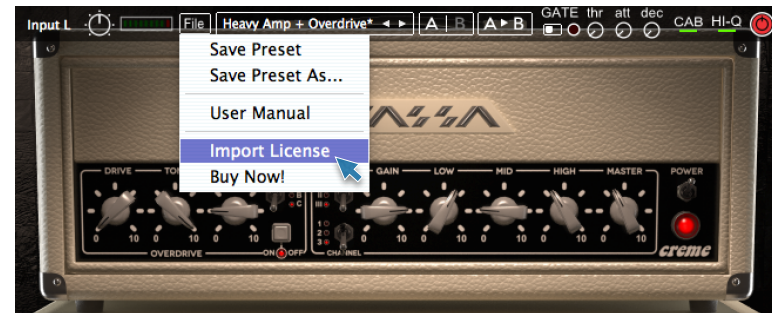 Input L File Heavy Amp + Overdrive* A B A B GATE thr att dec CAB HI-Q
Save Preset
Save Preset As...
User Manual
Import License
Buy Now!
DRIVE GAIN LOW MID HIGH MASTER POWER
B
II
C
III
1
2
3
0 10 0 10 0 10 0 10 0 10 0 10 0 10 0 10
OVERDRIVE ON OFF CHANNEL creme